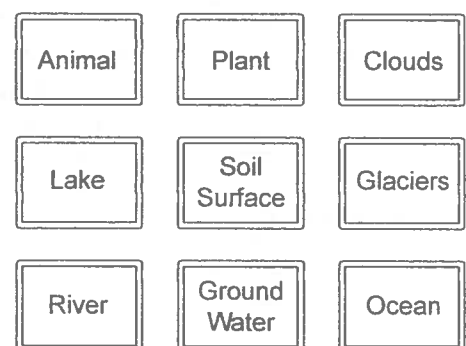 Animal Plant Clouds
Lake Soil Surface Glaciers
River Ground Water Ocean